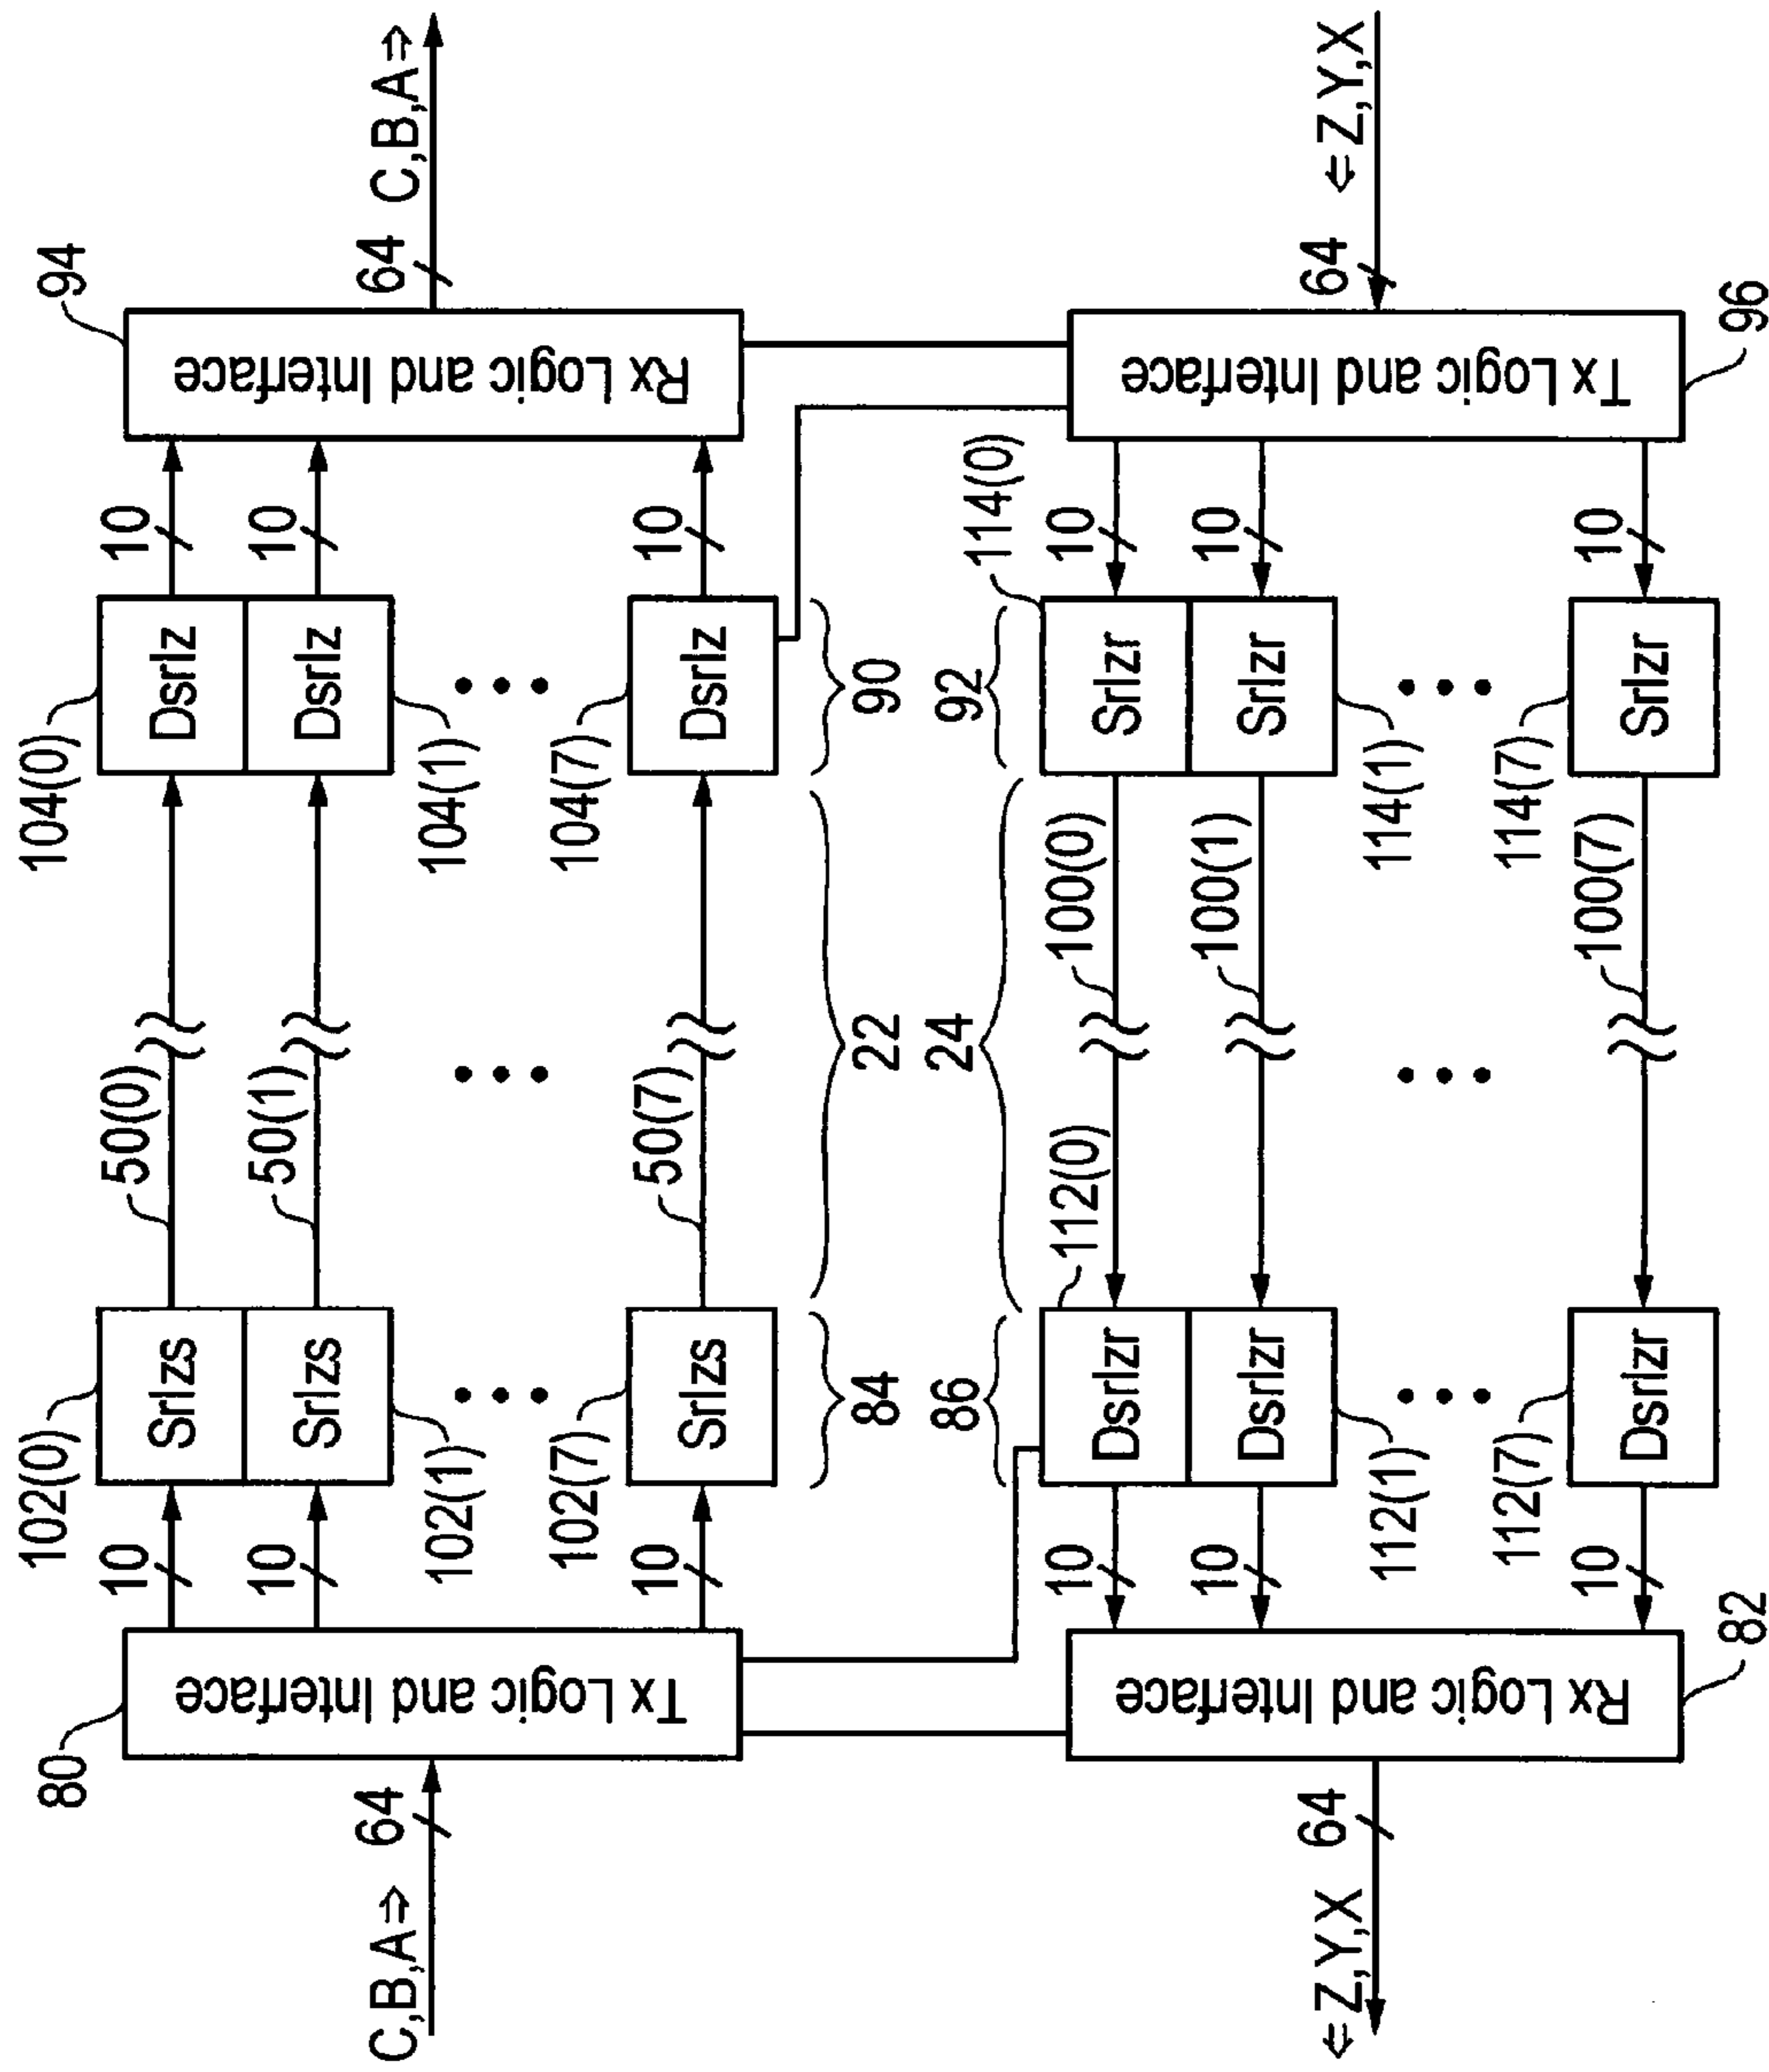 C,B,A⇒
64
80
Tx Logic and Interface
10
10
10
102(0)
Srlzs
Srlzs
102(1)
102(7)
Srlzs
84
50(0)
50(1)
50(7)
22
104(0)
Dsrlz
Dsrlz
104(1)
104(7)
Dsrlz
90
10
10
10
94
Rx Logic and Interface
64
C,B,A⇒
⇐Z,Y,X
64
82
Rx Logic and Interface
10
10
10
86
112(0)
Dsrlzr
Dsrlzr
112(1)
112(7)
Dsrlzr
24
100(0)
100(1)
100(7)
92
114(0)
Srlzr
Srlzr
114(1)
114(7)
Srlzr
10
10
10
96
Tx Logic and Interface
64
⇐Z,Y,X